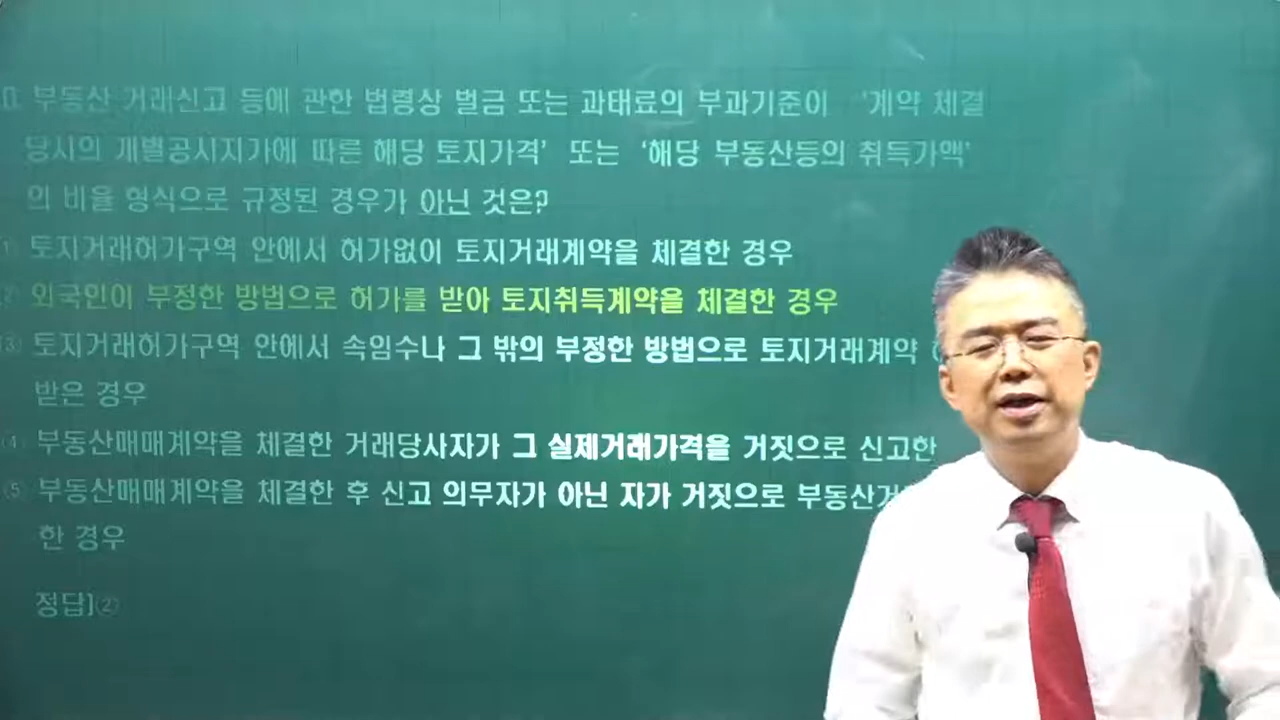 부동산 거래신고 등에 관한 법령상 벌금 또는 과태료의 부과기준이 ‘계약 체결
당시의 개별공시지가에 따른 해당 토지가격’ 또는 ‘해당 부동산등의 취득가액’
의 비율 형식으로 규정된 경우가 아닌 것은?
① 토지거래허가구역 안에서 허가없이 토지거래계약을 체결한 경우
② 외국인이 부정한 방법으로 허가를 받아 토지취득계약을 체결한 경우
③ 토지거래허가구역 안에서 속임수나 그 밖의 부정한 방법으로 토지거래계약
받은 경우
④ 부동산매매계약을 체결한 거래당사자가 그 실제거래가격을 거짓으로 신고한
⑤ 부동산매매계약을 체결한 후 신고 의무자가 아닌 자가 거짓으로
한 경우
정답]②